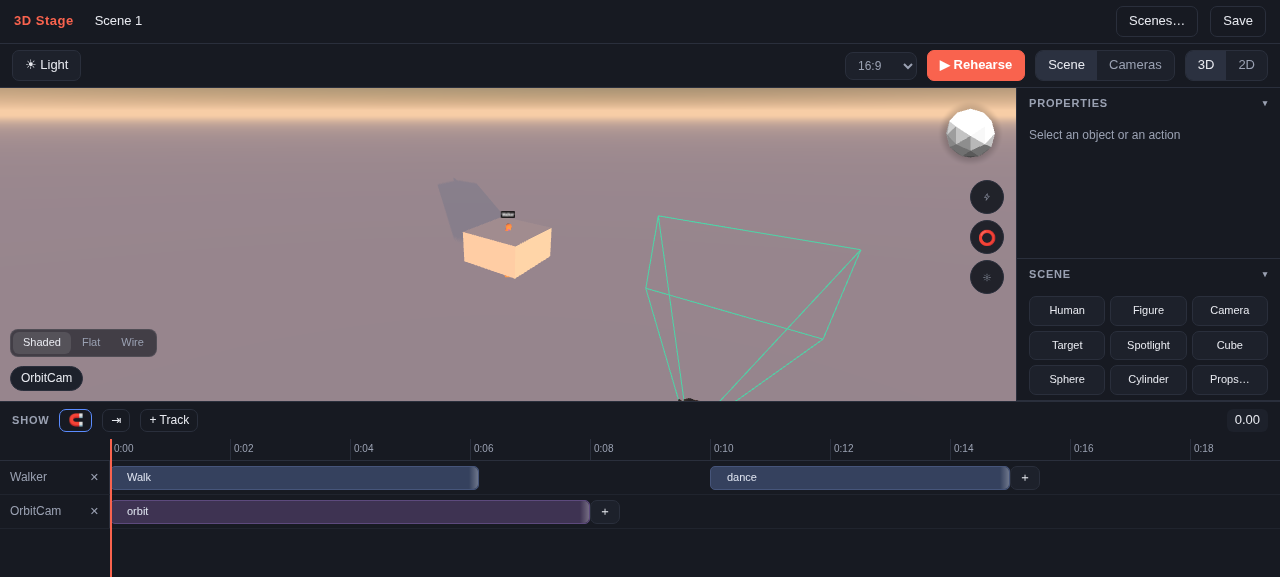 3D Stage Scene 1 Scenes… Save
☀ Light 16:9 ▶ Rehearse Scene Cameras 3D 2D
PROPERTIES ▾
Select an object or an action
Walker
Shaded Flat Wire
OrbitCam
SCENE ▾
Human Figure Camera
Target Spotlight Cube
Sphere Cylinder Props…
SHOW + Track 0.00
0:00 0:02 0:04 0:06 0:08 0:10 0:12 0:14 0:16 0:18
Walker × Walk dance +
OrbitCam × orbit +